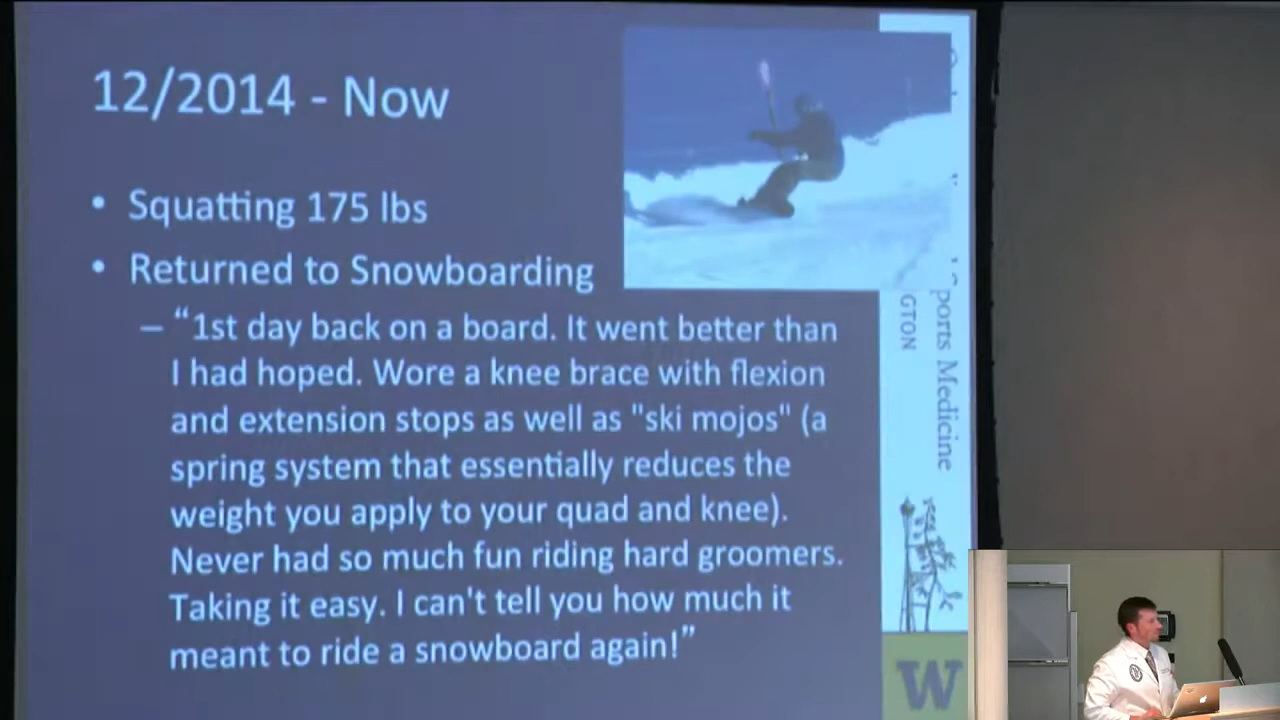 12/2014 - Now
• Squatting 175 lbs
• Returned to Snowboarding
– “1st day back on a board. It went better than
I had hoped. Wore a knee brace with flexion
and extension stops as well as "ski mojos" (a
spring system that essentially reduces the
weight you apply to your quad and knee).
Never had so much fun riding hard groomers.
Taking it easy. I can't tell you how much it
meant to ride a snowboard again!”
ports Medicine
GTON
W